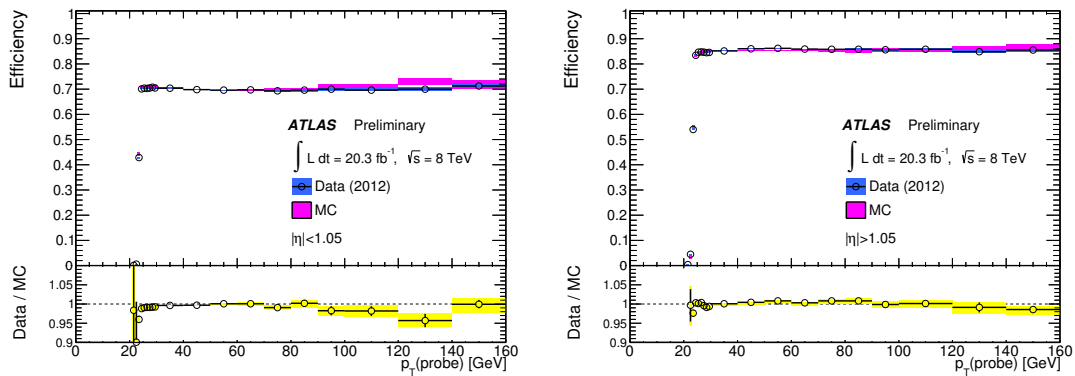 Efficiency
1
0.9
0.8
0.7
0.6
0.5
0.4
0.3
0.2
0.1
0
ATLAS Preliminary
∫ L dt = 20.3 fb⁻¹, √s = 8 TeV
Data (2012)
MC
|η|<1.05
Data / MC
1.05
1
0.95
0.9
0 20 40 60 80 100 120 140 160
p_T(probe) [GeV]
Efficiency
1
0.9
0.8
0.7
0.6
0.5
0.4
0.3
0.2
0.1
0
ATLAS Preliminary
∫ L dt = 20.3 fb⁻¹, √s = 8 TeV
Data (2012)
MC
|η|>1.05
Data / MC
1.05
1
0.95
0.9
0 20 40 60 80 100 120 140 160
p_T(probe) [GeV]